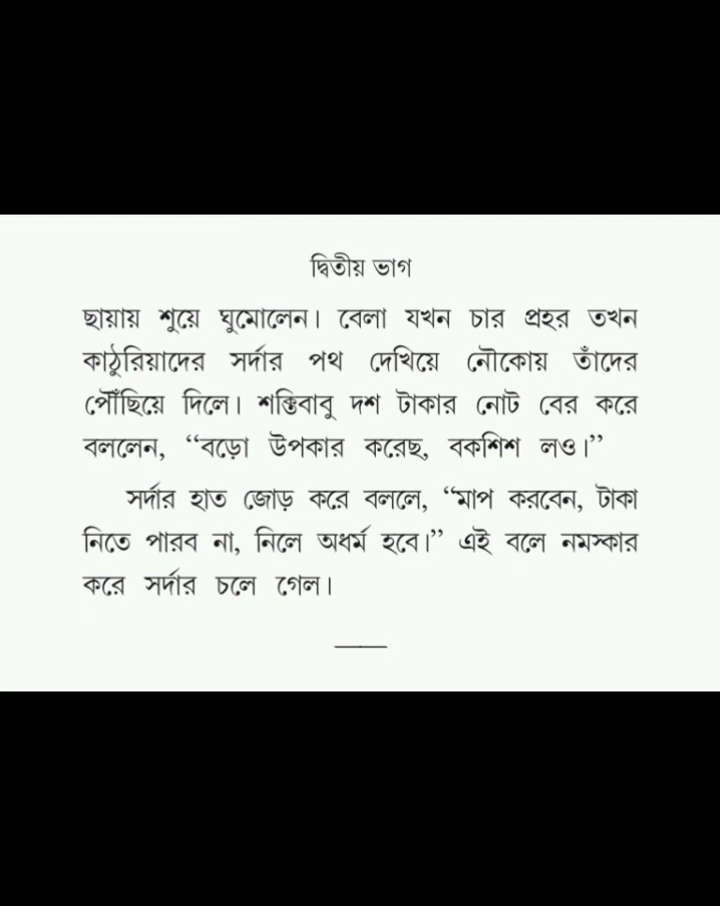 দ্বিতীয় ভাগ
ছায়ায় শুয়ে ঘুমোলেন। বেলা যখন চার প্রহর তখন
কাঠুরিয়াদের সর্দার পথ দেখিয়ে নৌকোয় তাঁদের
পৌঁছিয়ে দিলে। শক্তিবাবু দশ টাকার নোট বের করে
বললেন, “বড়ো উপকার করেছ, বকশিশ লও।”
সর্দার হাত জোড় করে বললে, “মাপ করবেন, টাকা
নিতে পারব না, নিলে অধর্ম হবে।” এই বলে নমস্কার
করে সর্দার চলে গেল।